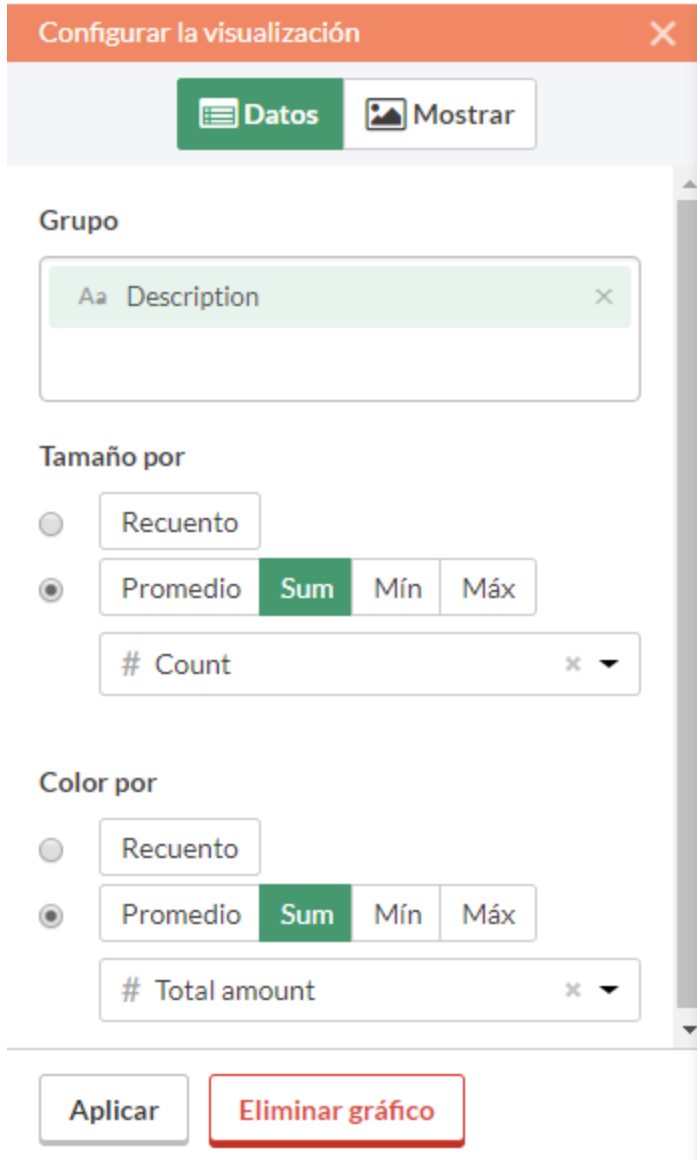 Configurar la visualización
Datos Mostrar
Grupo
Aa Description
Tamaño por
Recuento
Promedio Sum Mín Máx
# Count
Color por
Recuento
Promedio Sum Mín Máx
# Total amount
Aplicar Eliminar gráfico